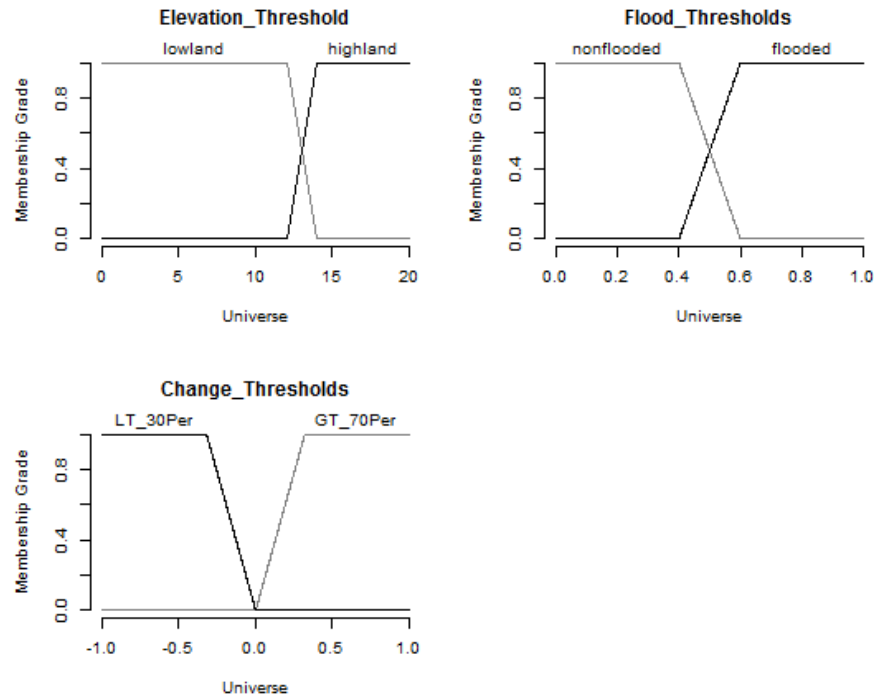 Elevation_Threshold
lowland highland
Membership Grade
0.0 0.4 0.8
0 5 10 15 20
Universe
Flood_Thresholds
nonflooded flooded
Membership Grade
0.0 0.4 0.8
0.0 0.2 0.4 0.6 0.8 1.0
Universe
Change_Thresholds
LT_30Per GT_70Per
Membership Grade
0.0 0.4 0.8
-1.0 -0.5 0.0 0.5 1.0
Universe